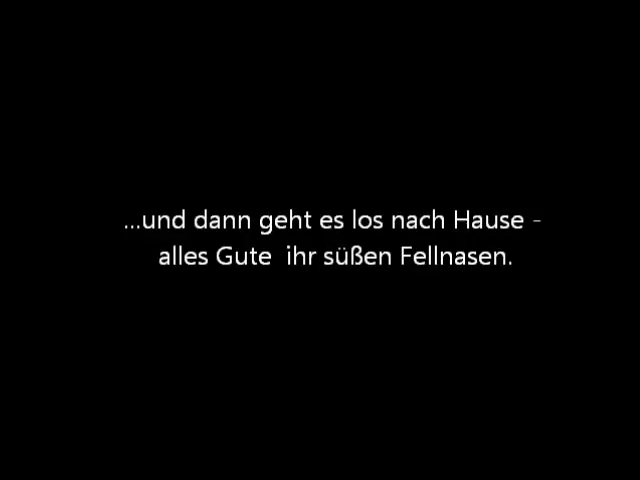 ...und dann geht es los nach Hause -
alles Gute  ihr süßen Fellnasen.